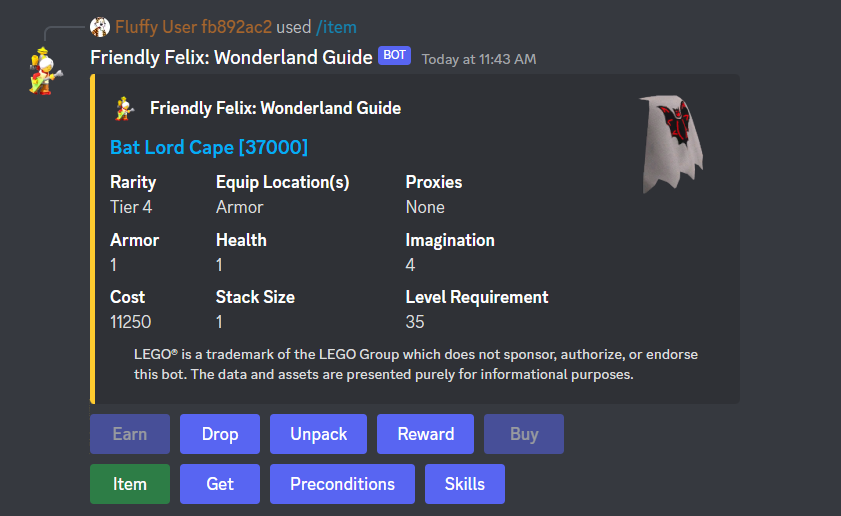 Fluffy User fb892ac2 used /item
Friendly Felix: Wonderland Guide BOT Today at 11:43 AM
Friendly Felix: Wonderland Guide
Bat Lord Cape [37000]
Rarity Equip Location(s) Proxies
Tier 4 Armor None
Armor Health Imagination
1 1 4
Cost Stack Size Level Requirement
11250 1 35
LEGO® is a trademark of the LEGO Group which does not sponsor, authorize, or endorse
this bot. The data and assets are presented purely for informational purposes.
Earn Drop Unpack Reward Buy
Item Get Preconditions Skills